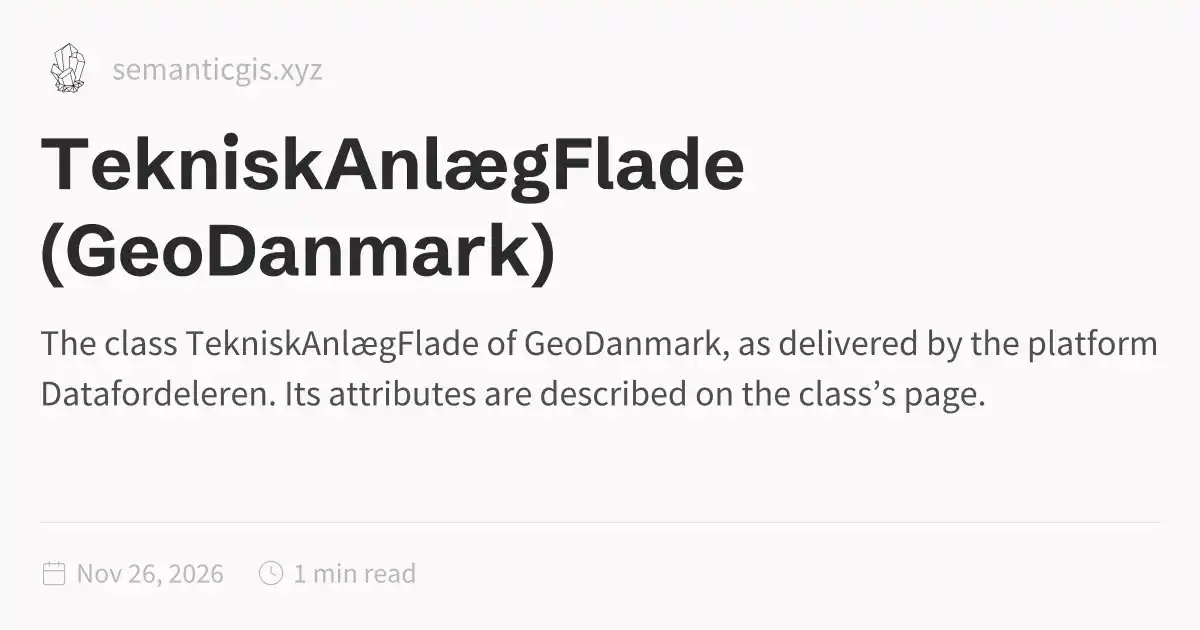 semanticgis.xyz
TekniskAnlægFlade
(GeoDanmark)
The class TekniskAnlægFlade of GeoDanmark, as delivered by the platform
Datafordeleren. Its attributes are described on the class’s page.
Nov 26, 2026 1 min read